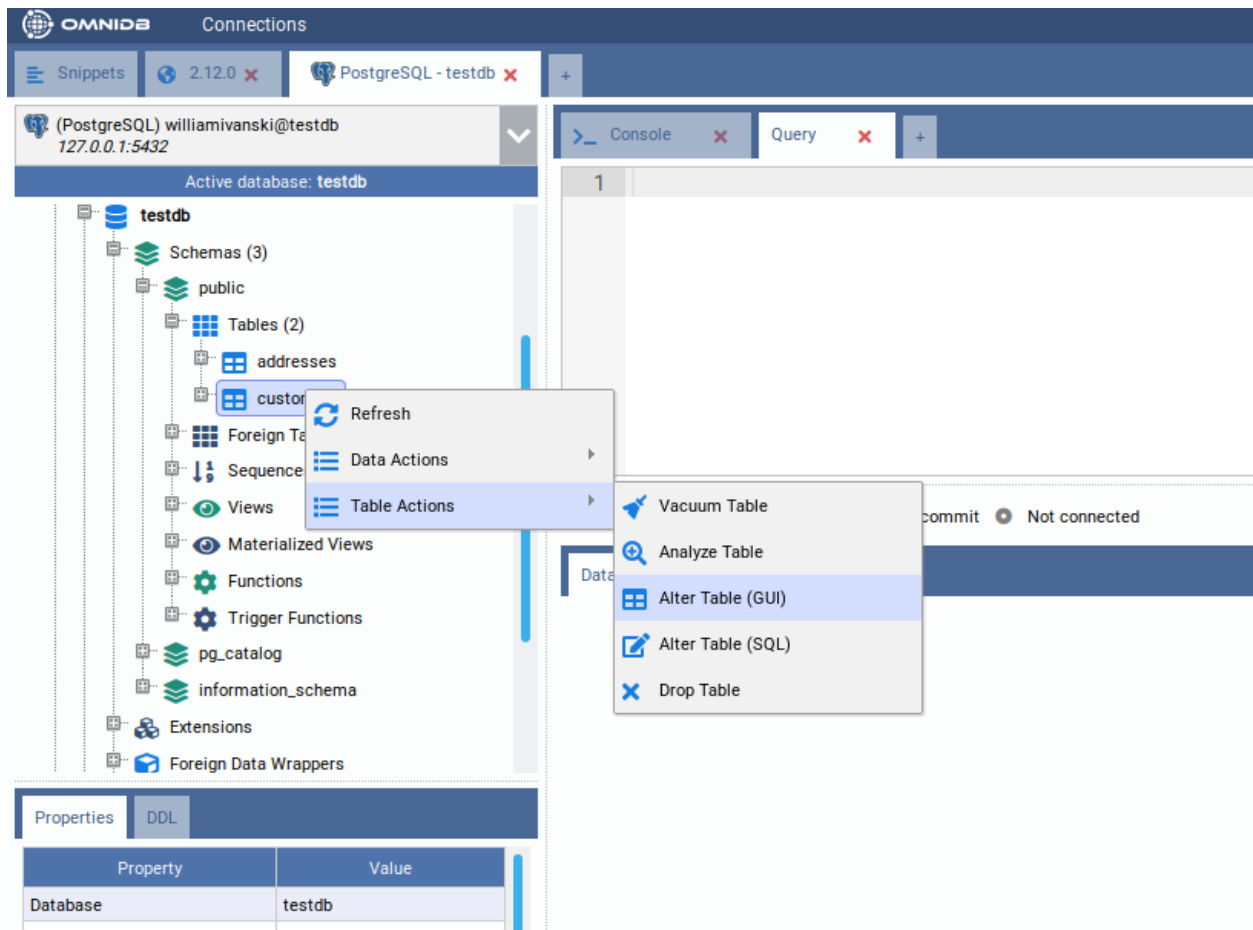 OMNIDB Connections
Snippets 2.12.0 PostgreSQL - testdb +
(PostgreSQL) williamivanski@testdb
127.0.0.1:5432
Active database: testdb
testdb
Schemas (3)
public
Tables (2)
addresses
Foreign
Views
Materialized Views
Functions
Trigger Functions
pg_catalog
information_schema
Extensions
Foreign Data Wrappers
Properties DDL
Property Value
Database testdb
Refresh
Data Actions
Table Actions
Vacuum Table
Analyze Table
Alter Table (GUI)
Alter Table (SQL)
Drop Table
>_ Console Query +
1
commit Not connected
Data